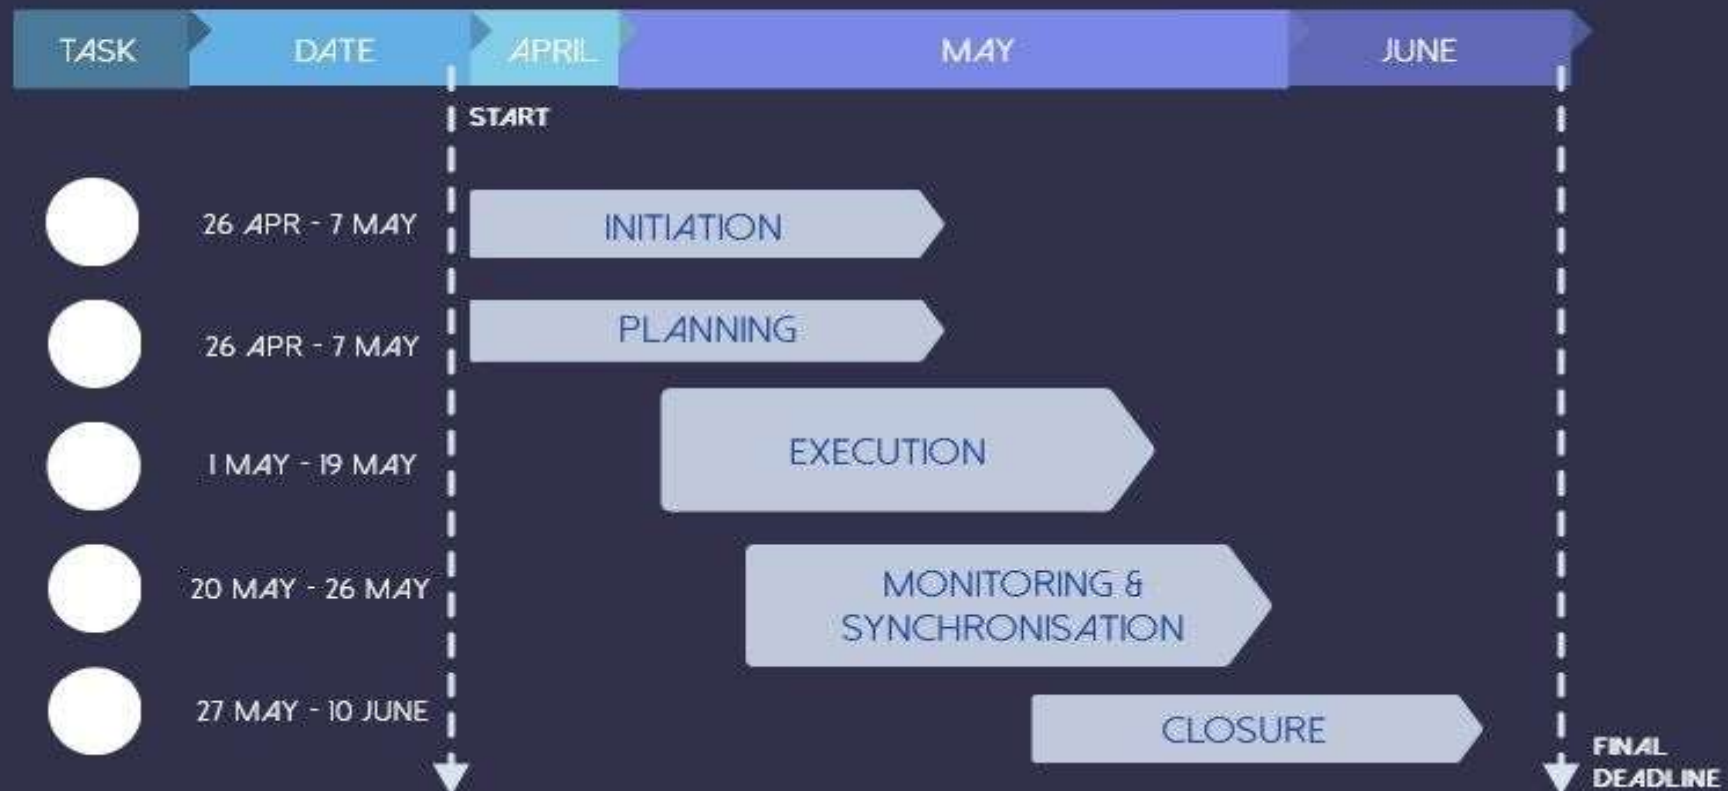 TASK DATE APRIL MAY JUNE
START
26 APR - 7 MAY INITIATION
26 APR - 7 MAY PLANNING
1 MAY - 19 MAY EXECUTION
20 MAY - 26 MAY MONITORING &
SYNCHRONISATION
27 MAY - 10 JUNE CLOSURE
FINAL
DEADLINE